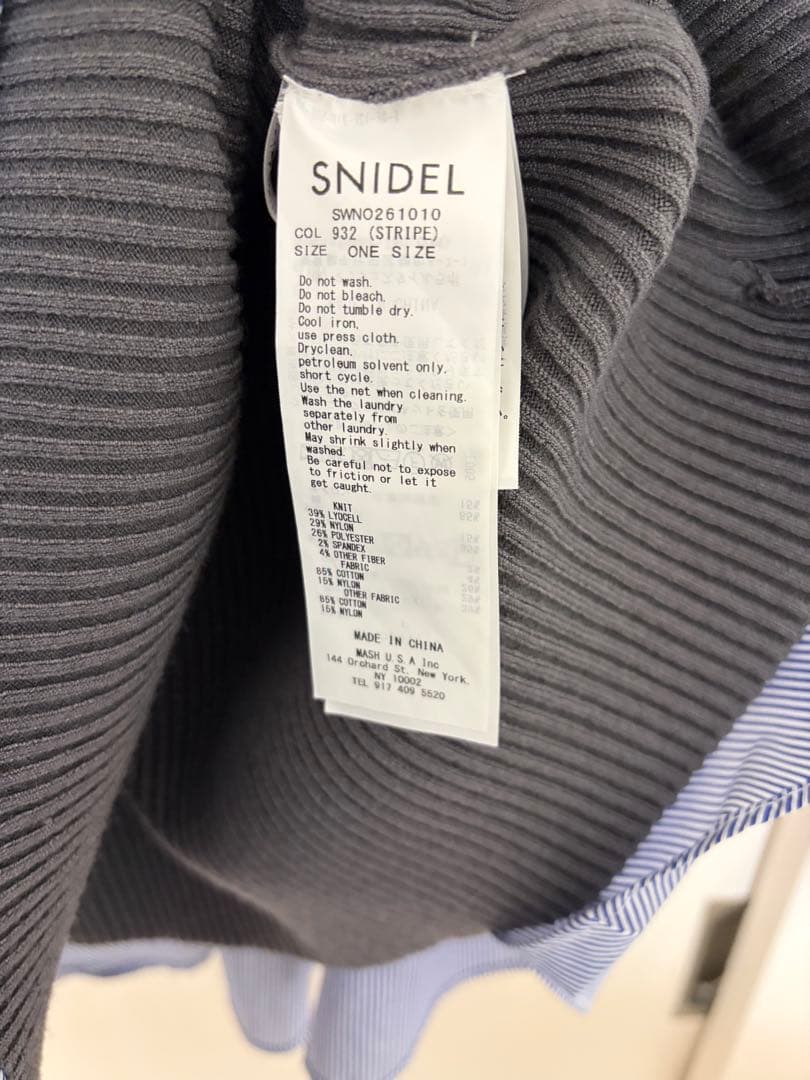 SNIDEL
SWNO261010
COL 932 (STRIPE)
SIZE ONE SIZE
Do not wash.
Do not bleach.
Do not tumble dry.
Cool iron,
use press cloth.
Dryclean,
petroleum solvent only,
short cycle.
Use the net when cleaning.
Wash the laundry
separately from
other laundry.
May shrink slightly when
washed.
Be careful not to expose
to friction or let it
get caught.
KNIT
39% LYOCELL
29% NYLON
26% POLYESTER
2% SPANDEX
4% OTHER FIBER
FABRIC
85% COTTON
15% NYLON
OTHER FABRIC
85% COTTON
15% NYLON
MADE IN CHINA
MASH U.S.A Inc
144 Orchard St. New York.
NY 10002
TEL 917 409 5520